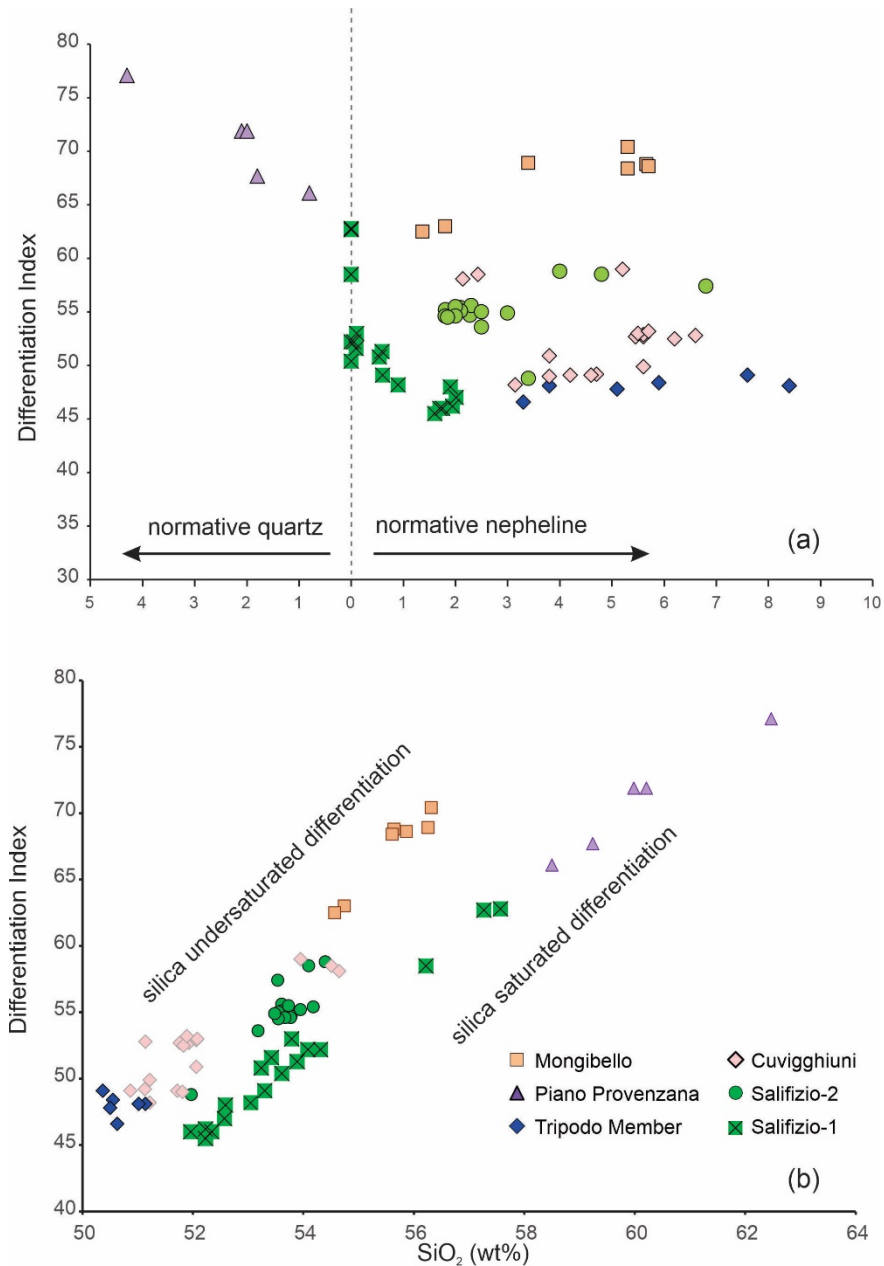 80
75
70
65
60
55
50
45
40
35
30
Differentiation Index
normative quartz
normative nepheline
(a)
5 4 3 2 1 0 1 2 3 4 5 6 7 8 9 10
80
75
70
65
60
55
50
45
40
Differentiation Index
silica undersaturated differentiation
silica saturated differentiation
Mongibello
Cuvigghiuni
Piano Provenzana
Salifizio-2
Tripodo Member
Salifizio-1
(b)
50 52 54 56 58 60 62 64
SiO₂ (wt%)